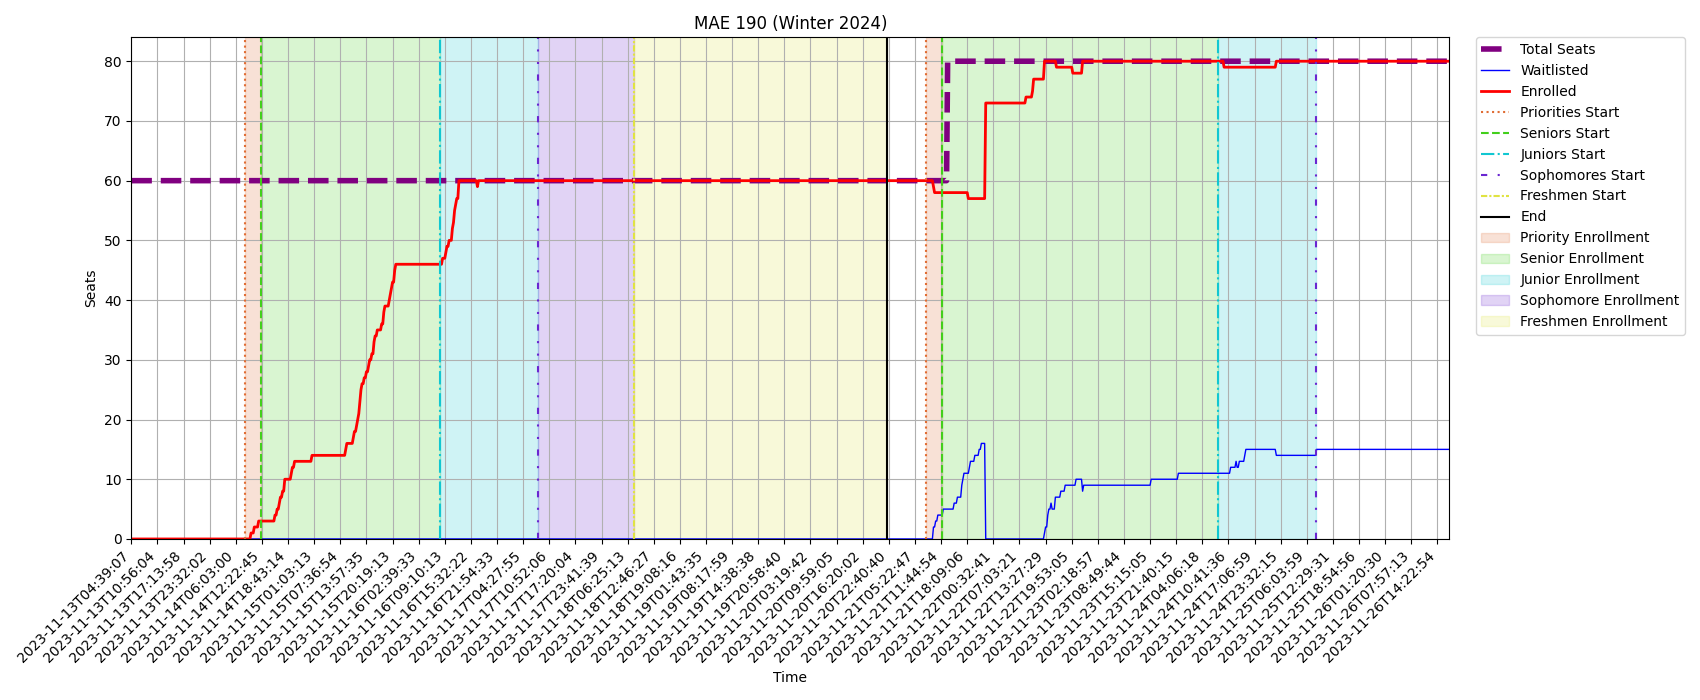 MAE 190 (Winter 2024)
Seats
80
70
60
50
40
30
20
10
0
2023-11-13T04:39:07
2023-11-13T10:56:04
2023-11-13T17:13:58
2023-11-13T23:32:02
2023-11-14T06:03:00
2023-11-14T12:22:45
2023-11-14T18:43:14
2023-11-15T01:03:13
2023-11-15T07:36:54
2023-11-15T13:57:35
2023-11-15T20:19:13
2023-11-16T02:39:33
2023-11-16T09:10:13
2023-11-16T15:32:22
2023-11-16T21:54:33
2023-11-17T04:27:55
2023-11-17T10:52:06
2023-11-17T17:20:04
2023-11-17T23:41:39
2023-11-18T06:25:13
2023-11-18T12:46:27
2023-11-18T19:08:16
2023-11-19T01:43:35
2023-11-19T08:17:59
2023-11-19T14:38:38
2023-11-19T20:58:40
2023-11-20T03:19:42
2023-11-20T09:59:05
2023-11-20T16:20:02
2023-11-20T22:40:40
2023-11-21T05:22:47
2023-11-21T11:44:54
2023-11-21T18:09:06
2023-11-22T00:32:41
2023-11-22T07:03:21
2023-11-22T13:27:29
2023-11-22T19:53:05
2023-11-23T02:18:57
2023-11-23T08:49:44
2023-11-23T15:15:05
2023-11-23T21:40:15
2023-11-24T04:06:18
2023-11-24T10:41:36
2023-11-24T17:06:59
2023-11-24T23:32:15
2023-11-25T06:03:59
2023-11-25T12:29:31
2023-11-25T18:54:56
2023-11-26T01:20:30
2023-11-26T07:57:13
2023-11-26T14:22:54
Time
Total Seats
Waitlisted
Enrolled
Priorities Start
Seniors Start
Juniors Start
Sophomores Start
Freshmen Start
End
Priority Enrollment
Senior Enrollment
Junior Enrollment
Sophomore Enrollment
Freshmen Enrollment